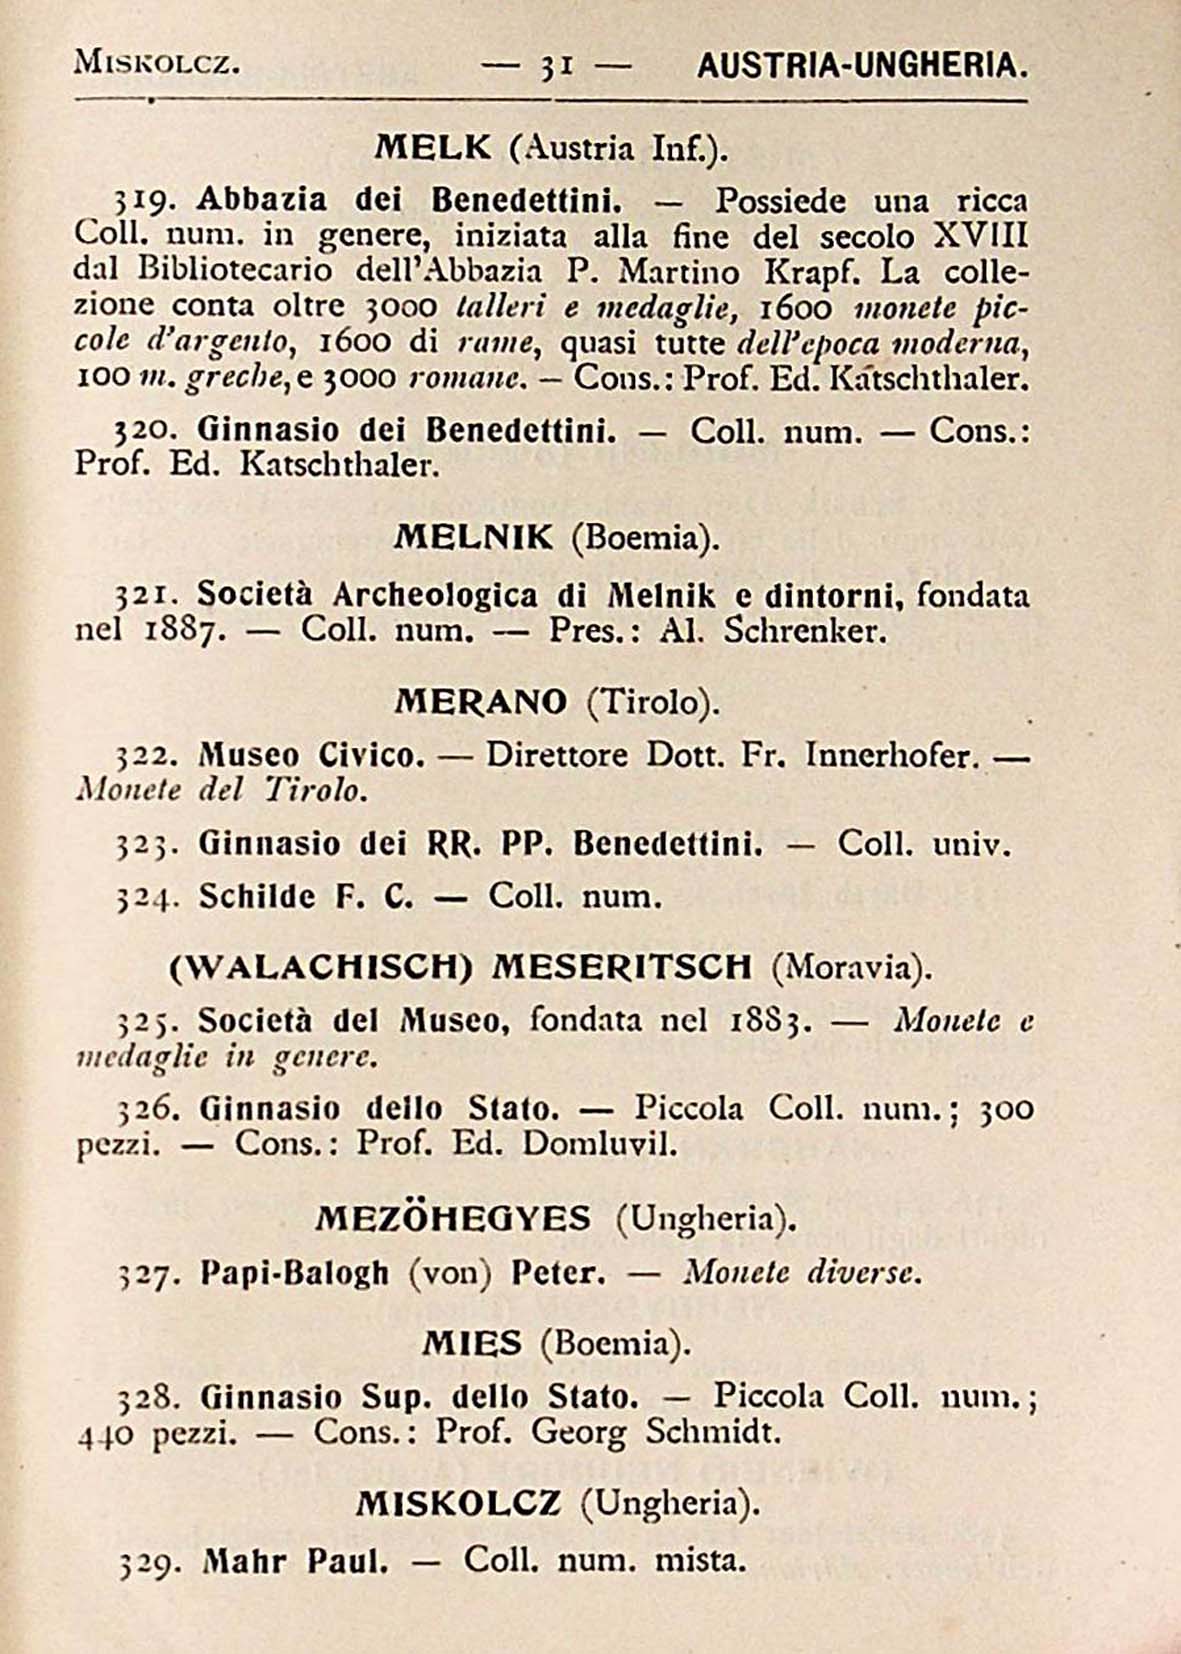 Miskolcz. — 31 — AUSTRIA-UNGHERIA.
MELK (Austria Inf.).
319. Abbazia dei Benedettini. — Possiede una ricca
Coll. num. in genere, iniziata alla fine del secolo XVIII
dal Bibliotecario dell'Abbazia P. Martino Krapf. La colle-
zione conta oltre 3000 talleri e medaglie, 1600 monete pic-
cole d'argento, 1600 di rame, quasi tutte dell'epoca moderna,
100 m. greche, e 3000 romane. — Cons.: Prof. Ed. Katschthaler.
320. Ginnasio dei Benedettini. — Coll. num. — Cons.:
Prof. Ed. Katschthaler.
MELNIK (Boemia).
321. Società Archeologica di Melnik e dintorni, fondata
nel 1887. — Coll. num. — Pres.: Al. Schrenker.
MERANO (Tirolo).
322. Museo Civico. — Direttore Dott. Fr. Innerhofer. —
Monete del Tirolo.
323. Ginnasio dei RR. PP. Benedettini. — Coll. univ.
324. Schilde F. C. — Coll. num.
(WALACHISCH) MESERITSCH (Moravia).
325. Società del Museo, fondata nel 1883. — Monete e
medaglie in genere.
326. Ginnasio dello Stato. — Piccola Coll. num.; 300
pezzi. — Cons.: Prof. Ed. Domluvil.
MEZÖHEGYES (Ungheria).
327. Papi-Balogh (von) Peter. — Monete diverse.
MIES (Boemia).
328. Ginnasio Sup. dello Stato. — Piccola Coll. num.;
440 pezzi. — Cons.: Prof. Georg Schmidt.
MISKOLCZ (Ungheria).
329. Mahr Paul. — Coll. num. mista.